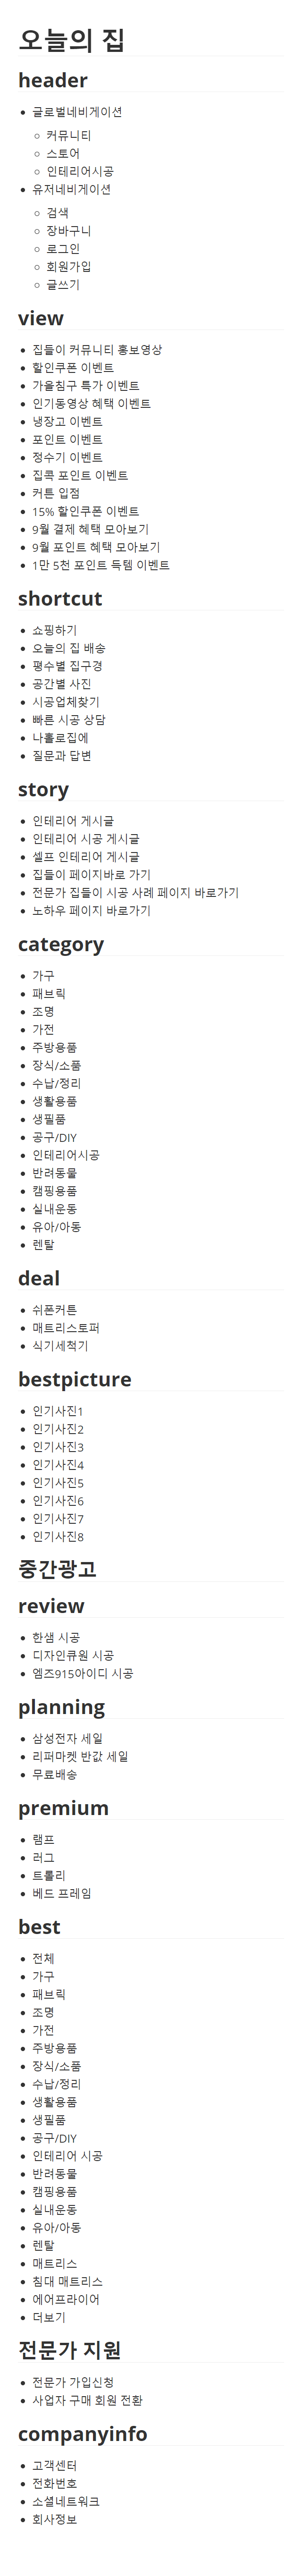 오늘의 집
header
글로벌네비게이션
커뮤니티
스토어
인테리어시공
유저네비게이션
검색
장바구니
로그인
회원가입
글쓰기
view
집들이 커뮤니티 홍보영상
할인쿠폰 이벤트
가을침구 특가 이벤트
인기동영상 혜택 이벤트
냉장고 이벤트
포인트 이벤트
정수기 이벤트
집콕 포인트 이벤트
커튼 입점
15% 할인쿠폰 이벤트
9월 결제 혜택 모아보기
9월 포인트 혜택 모아보기
1만 5천 포인트 득템 이벤트
shortcut
쇼핑하기
오늘의 집 배송
평수별 집구경
공간별 사진
시공업체찾기
빠른 시공 상담
나홀로집에
질문과 답변
story
인테리어 게시글
인테리어 시공 게시글
셀프 인테리어 게시글
집들이 페이지바로 가기
전문가 집들이 시공 사례 페이지 바로가기
노하우 페이지 바로가기
category
가구
패브릭
조명
가전
주방용품
장식/소품
수납/정리
생활용품
생필품
공구/DIY
인테리어시공
반려동물
캠핑용품
실내운동
유아/아동
렌탈
deal
쉬폰커튼
매트리스토퍼
식기세척기
bestpicture
인기사진1
인기사진2
인기사진3
인기사진4
인기사진5
인기사진6
인기사진7
인기사진8
중간광고
review
한샘 시공
디자인큐원 시공
엠즈915아이디 시공
planning
삼성전자 세일
리퍼마켓 반값 세일
무료배송
premium
램프
러그
트롤리
베드 프레임
best
전체
가구
패브릭
조명
가전
주방용품
장식/소품
수납/정리
생활용품
생필품
공구/DIY
인테리어 시공
반려동물
캠핑용품
실내운동
유아/아동
렌탈
매트리스
침대 매트리스
에어프라이어
더보기
전문가 지원
전문가 가입신청
사업자 구매 회원 전환
companyinfo
고객센터
전화번호
소셜네트워크
회사정보